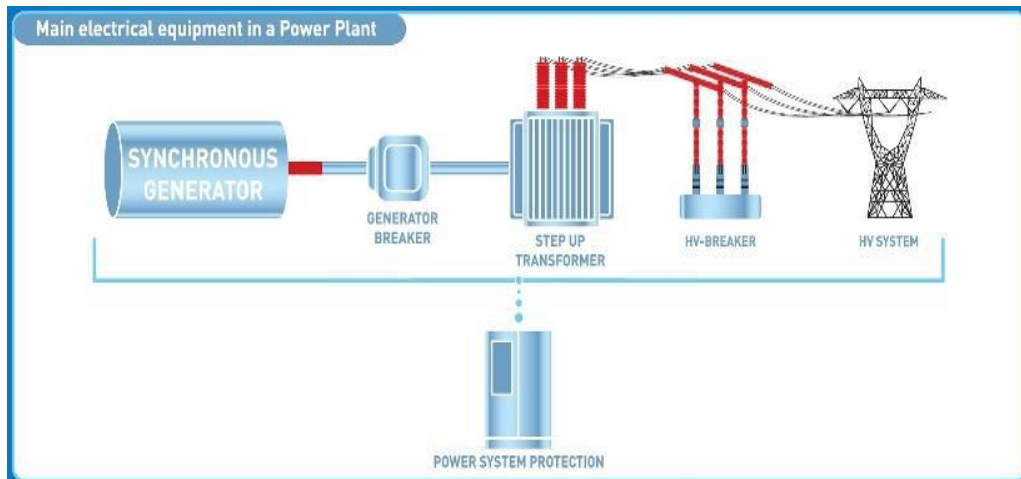 Main electrical equipment in a Power Plant
SYNCHRONOUS
GENERATOR
GENERATOR
BREAKER
STEP UP
TRANSFORMER
HV-BREAKER
HV SYSTEM
POWER SYSTEM PROTECTION